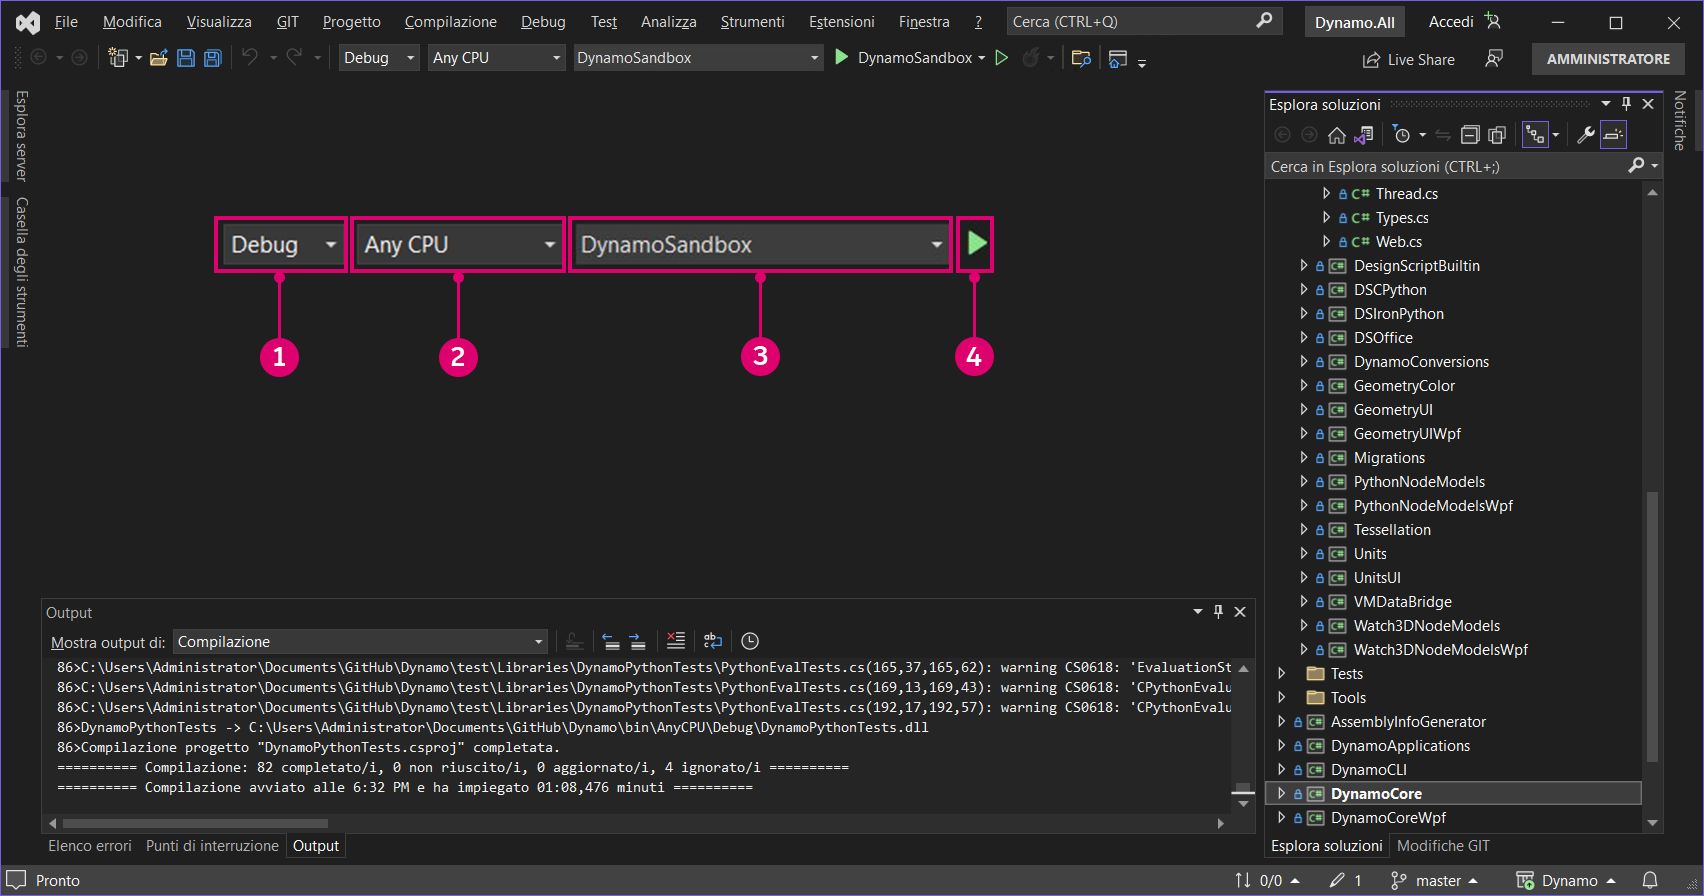 File Modifica Visualizza GIT Progetto Compilazione Debug Test Analizza Strumenti Estensioni Finestra ? Cerca (CTRL+Q) Dynamo.All Accedi
Debug Any CPU DynamoSandbox DynamoSandbox Live Share AMMINISTRATORE
Esplora server
Casella degli strumenti
Debug Any CPU DynamoSandbox
1 2 3 4
Output
Mostra output di: Compilazione
86>C:\Users\Administrator\Documents\GitHub\Dynamo\test\Libraries\DynamoPythonTests\PythonEvalTests.cs(165,37,165,62): warning CS0618: 'EvaluationSt
86>C:\Users\Administrator\Documents\GitHub\Dynamo\test\Libraries\DynamoPythonTests\PythonEvalTests.cs(169,13,169,43): warning CS0618: 'CPythonEvalu
86>C:\Users\Administrator\Documents\GitHub\Dynamo\test\Libraries\DynamoPythonTests\PythonEvalTests.cs(192,17,192,57): warning CS0618: 'CPythonEvalu
86>DynamoPythonTests -> C:\Users\Administrator\Documents\GitHub\Dynamo\bin\AnyCPU\Debug\DynamoPythonTests.dll
86>Compilazione progetto "DynamoPythonTests.csproj" completata.
========== Compilazione: 82 completato/i, 0 non riuscito/i, 0 aggiornato/i, 4 ignorato/i ==========
========== Compilazione avviato alle 6:32 PM e ha impiegato 01:08,476 minuti ==========
Elenco errori Punti di interruzione Output
Esplora soluzioni
Cerca in Esplora soluzioni (CTRL+;)
C# Thread.cs
C# Types.cs
C# Web.cs
C# DesignScriptBuiltin
C# DSCPython
C# DSIronPython
C# DSOffice
C# DynamoConversions
C# GeometryColor
C# GeometryUI
C# GeometryUIWpf
C# Migrations
C# PythonNodeModels
C# PythonNodeModelsWpf
C# Tessellation
C# Units
C# UnitsUI
C# VMDataBridge
C# Watch3DNodeModels
C# Watch3DNodeModelsWpf
Tests
Tools
C# AssemblyInfoGenerator
C# DynamoApplications
C# DynamoCLI
C# DynamoCore
C# DynamoCoreWpf
Esplora soluzioni Modifiche GIT
Notifiche
Pronto 0/0 1 master Dynamo